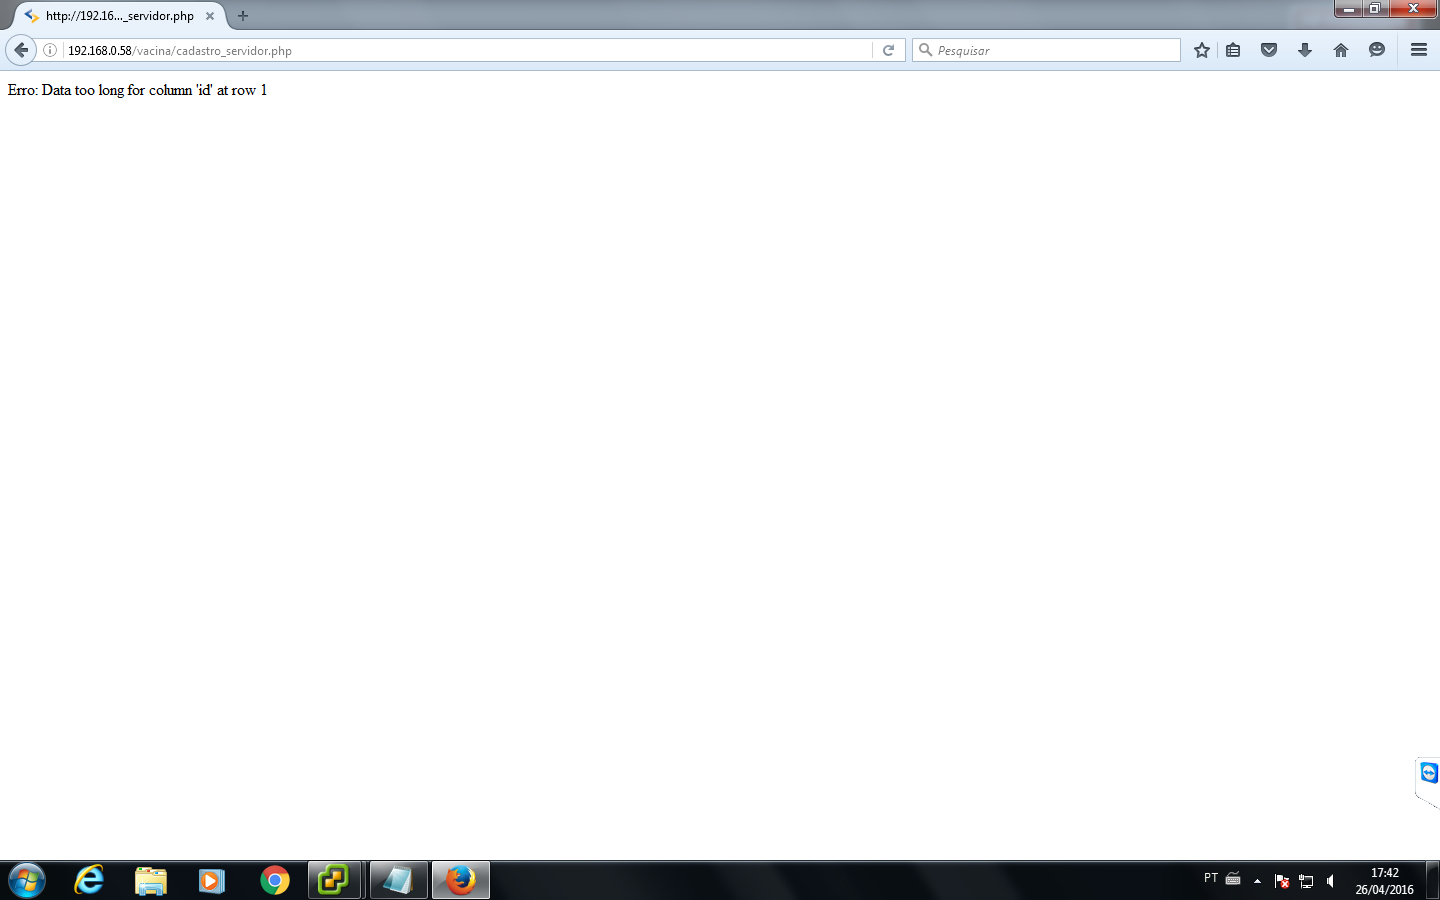 http://192.16..._servidor.php
192.168.0.58/vacina/cadastro_servidor.php
Pesquisar
Erro: Data too long for column 'id' at row 1
PT
17:42
26/04/2016